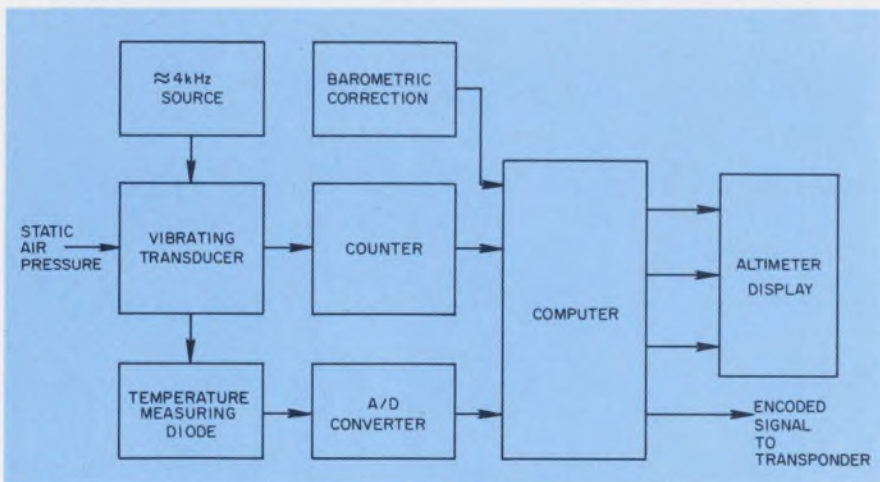 ≈4kHz
SOURCE
BAROMETRIC
CORRECTION
STATIC
AIR
PRESSURE
VIBRATING
TRANSDUCER
COUNTER
COMPUTER
ALTIMETER
DISPLAY
TEMPERATURE
MEASURING
DIODE
A/D
CONVERTER
ENCODED
SIGNAL
TO
TRANSPONDER